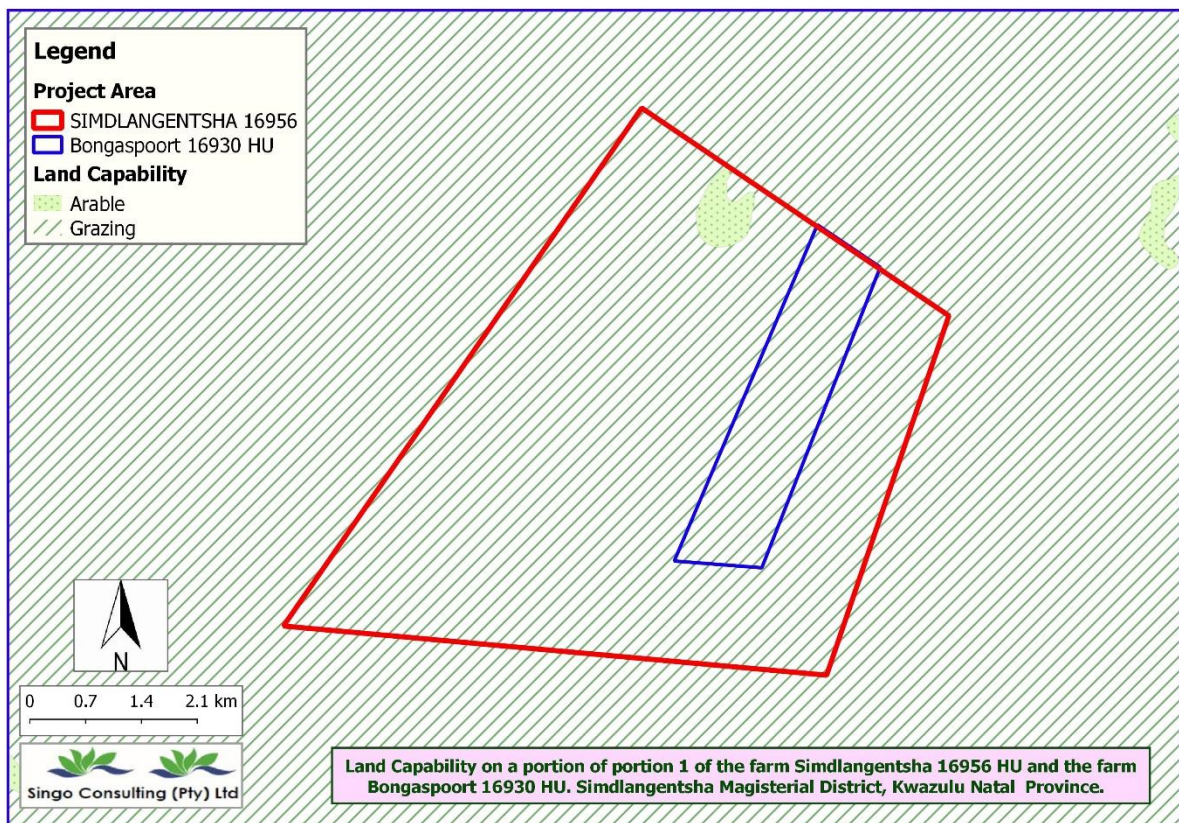 Legend
Project Area
SIMDLANGENTSHA 16956
Bongaspoort 16930 HU
Land Capability
Arable
Grazing
N
0 0.7 1.4 2.1 km
Singo Consulting (Pty) Ltd
Land Capability on a portion of portion 1 of the farm Simdlangentsha 16956 HU and the farm
Bongaspoort 16930 HU. Simdlangentsha Magisterial District, Kwazulu Natal Province.